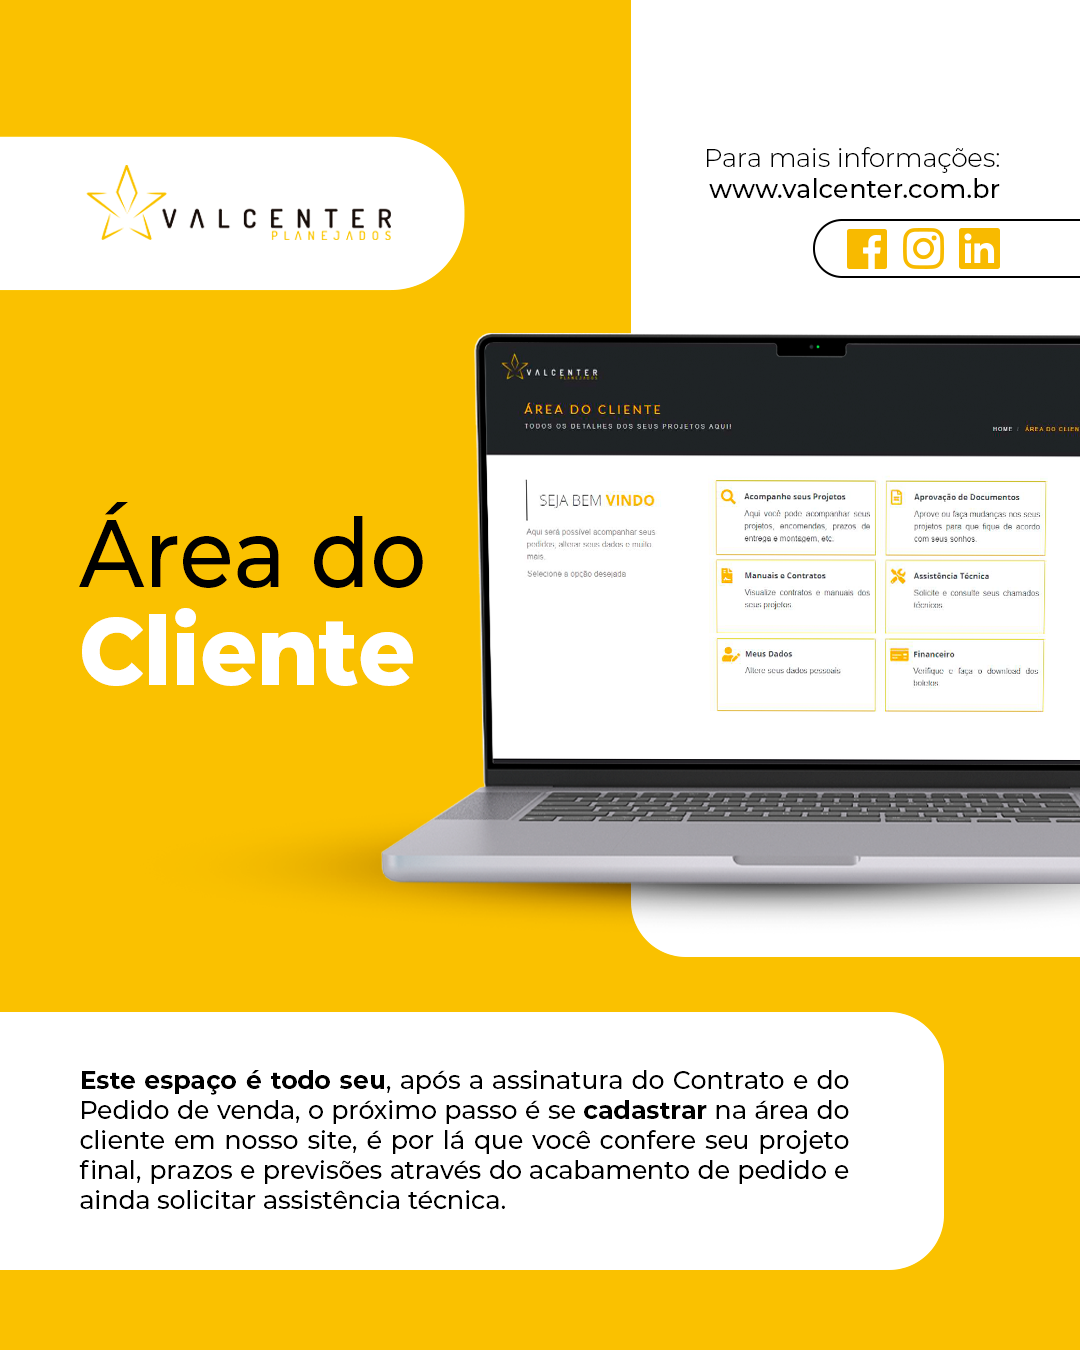 VALCENTER
PLANEJADOS
Para mais informações:
www.valcenter.com.br
VALCENTER
PLANEJADOS
ÁREA DO CLIENTE
TODOS OS DETALHES DOS SEUS PROJETOS AQUI!
HOME / ÁREA DO CLIEN
SEJA BEM VINDO
Aqui será possível acompanhar seus
pedidos, alterar seus dados e muito
mais.
Selecione a opção desejada
Acompanhe seus Projetos
Aqui você pode acompanhar seus
projetos, encomendas, prazos de
entrega e montagem, etc.
Aprovação de Documentos
Aprove ou faça mudanças nos seus
projetos para que fique de acordo
com seus sonhos.
Manuais e Contratos
Visualize contratos e manuais dos
seus projetos
Assistência Técnica
Solicite e consulte seus chamados
técnicos
Meus Dados
Altere seus dados pessoais
Financeiro
Verifique e faça o download dos
boletos
Área do
Cliente
Este espaço é todo seu, após a assinatura do Contrato e do
Pedido de venda, o próximo passo é se cadastrar na área do
cliente em nosso site, é por lá que você confere seu projeto
final, prazos e previsões através do acabamento de pedido e
ainda solicitar assistência técnica.